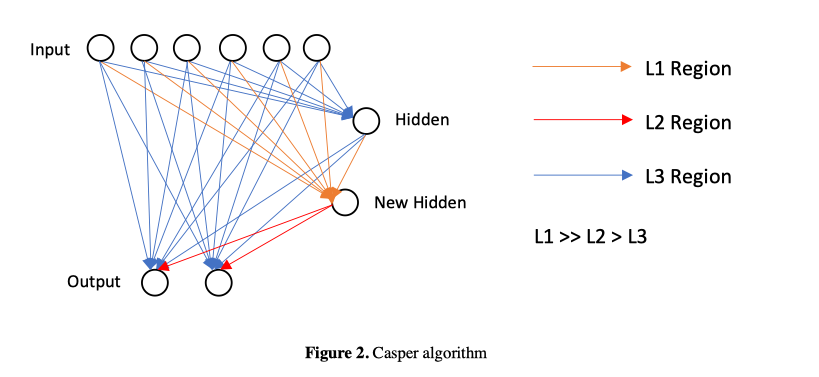 Input
L1 Region
Hidden
L2 Region
L3 Region
New Hidden
L1 >> L2 > L3
Output
Figure 2. Casper algorithm